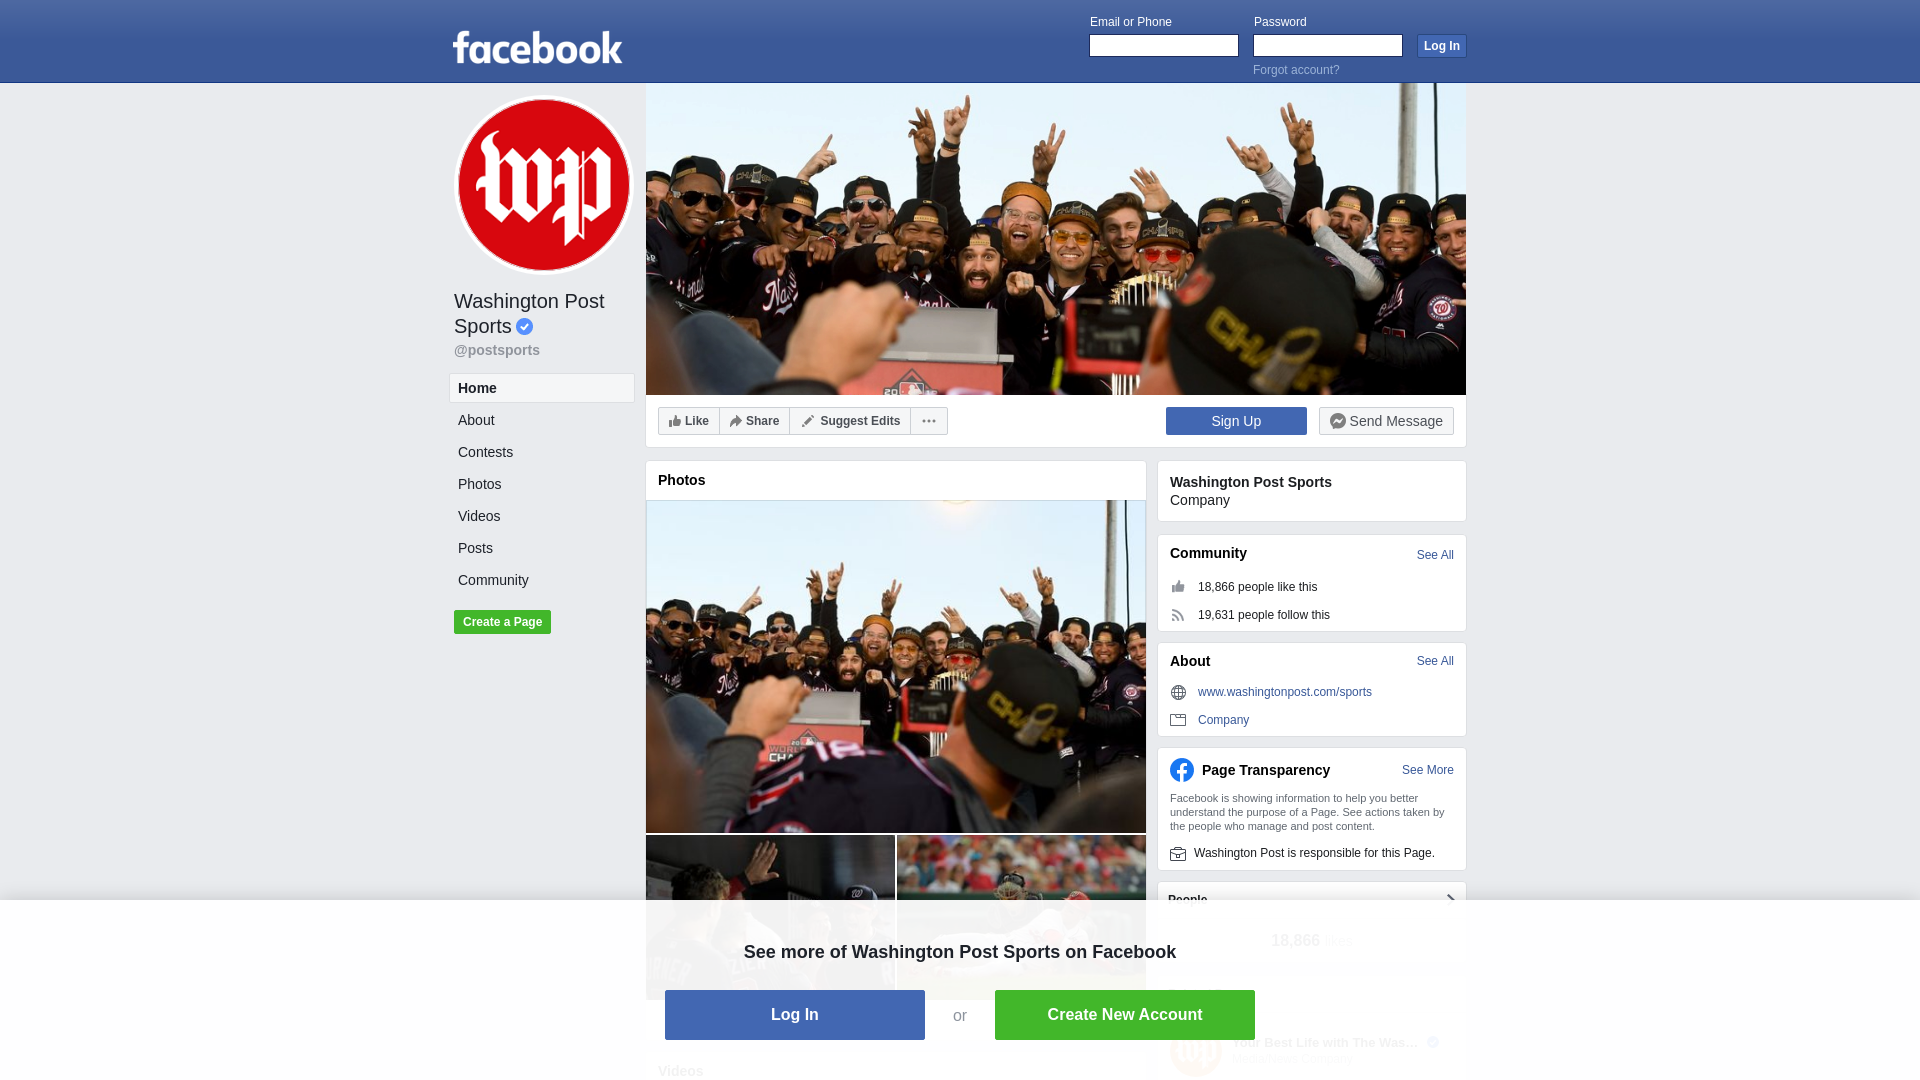 facebook
Email or Phone
Password
Log In
Forgot account?
wp
Washington Post
Sports
@postsports
Home
About
Contests
Photos
Videos
Posts
Community
Create a Page
CHAMPS
Like
Share
Suggest Edits
Sign Up
Send Message
Photos
Washington Post Sports
Company
Community
See All
18,866 people like this
19,631 people follow this
About
See All
www.washingtonpost.com/sports
Company
Page Transparency
See More
Facebook is showing information to help you better
understand the purpose of a Page. See actions taken by
the people who manage and post content.
Washington Post is responsible for this Page.
People
18,866 likes
See more of Washington Post Sports on Facebook
Log In
or
Create New Account
Your Best Life with The Was...
Videos